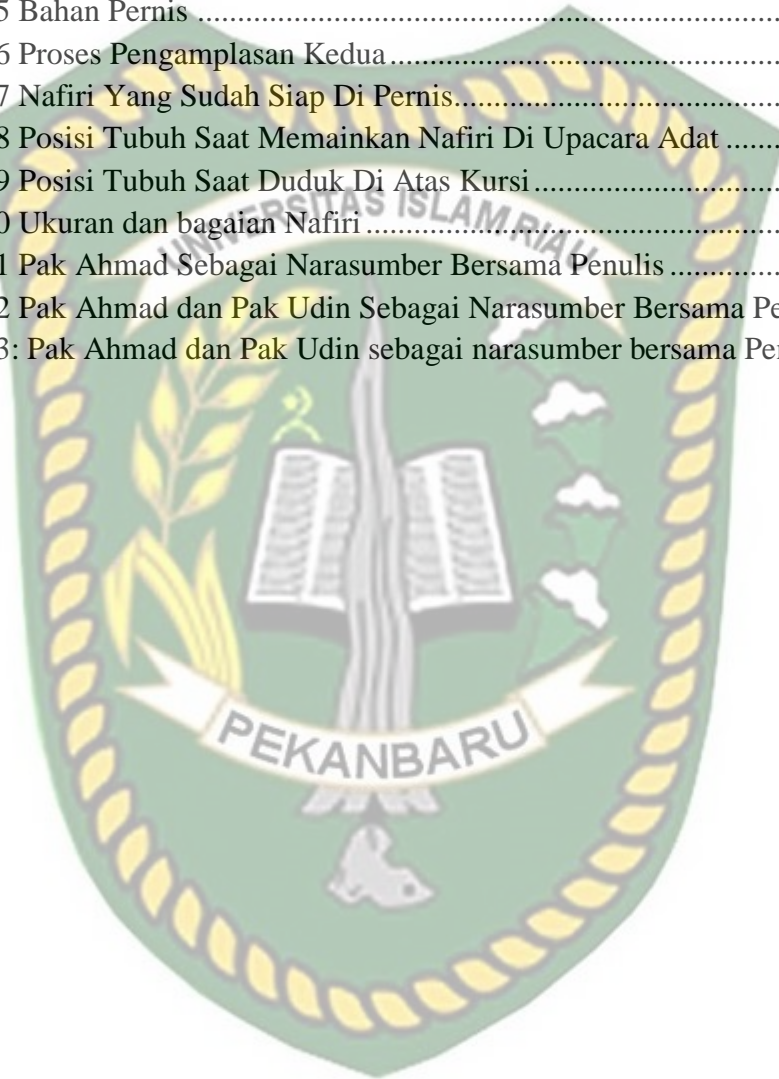 5 Bahan Pernis ................................................................................
6 Proses Pengamplasan Kedua ......................................................
7 Nafiri Yang Sudah Siap Di Pernis..............................................
8 Posisi Tubuh Saat Memainkan Nafiri Di Upacara Adat .......
9 Posisi Tubuh Saat Duduk Di Atas Kursi ..................................
0 Ukuran dan bagaian Nafiri .........................................................
UNIVERSITAS ISLAM RIAU
1 Pak Ahmad Sebagai Narasumber Bersama Penulis ...............
2 Pak Ahmad dan Pak Udin Sebagai Narasumber Bersama Pe
3: Pak Ahmad dan Pak Udin sebagai narasumber bersama Per
PEKANBARU